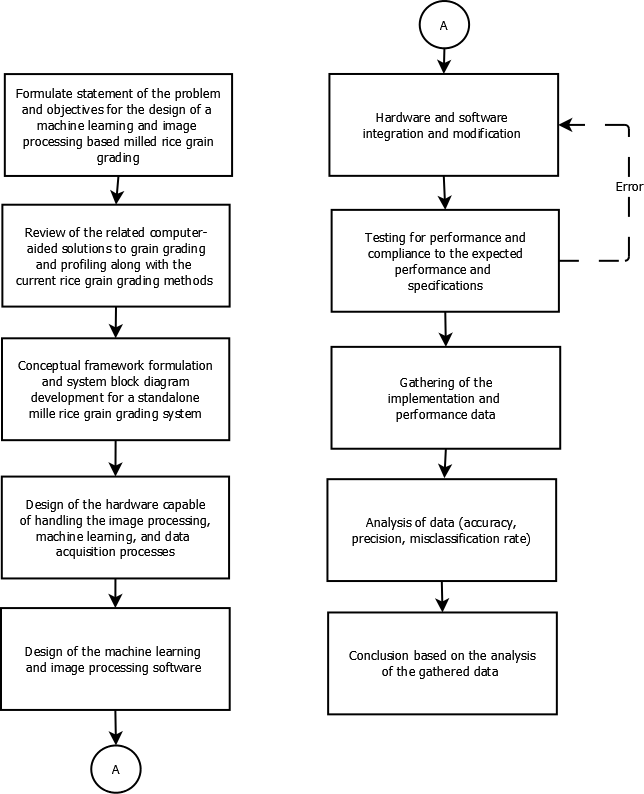 Formulate statement of the problem
and objectives for the design of a
machine learning and image
processing based milled rice grain
grading
Review of the related computer-
aided solutions to grain grading
and profiling along with the
current rice grain grading methods
Conceptual framework formulation
and system block diagram
development for a standalone
mille rice grain grading system
Design of the hardware capable
of handling the image processing,
machine learning, and data
acquisition processes
Design of the machine learning
and image processing software
A
A
Hardware and software
integration and modification
Error
Testing for performance and
compliance to the expected
performance and
specifications
Gathering of the
implementation and
performance data
Analysis of data (accuracy,
precision, misclassification rate)
Conclusion based on the analysis
of the gathered data